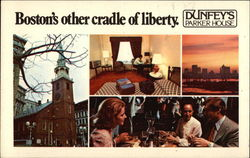 Boston's other cradle of liberty.
DUNFEY'S
PARKER HOUSE